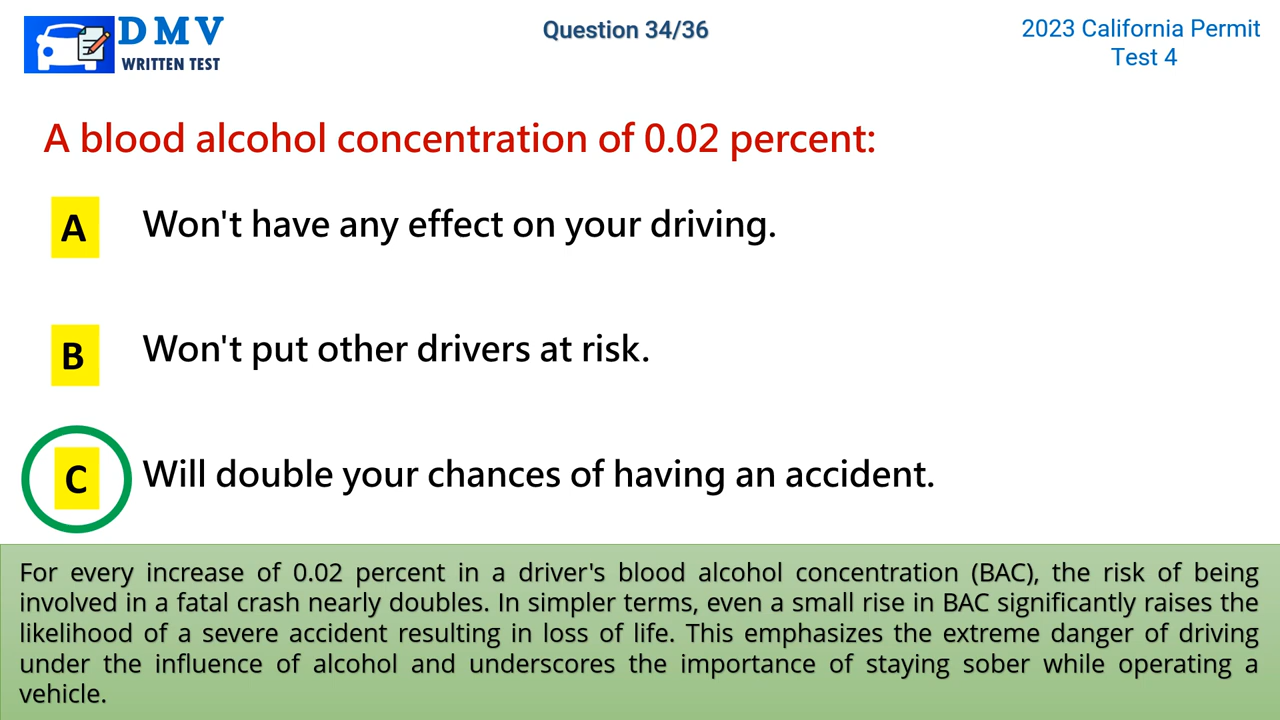 DMV
WRITTEN TEST
Question 34/36
2023 California Permit
Test 4
A blood alcohol concentration of 0.02 percent:
A Won't have any effect on your driving.
B Won't put other drivers at risk.
C Will double your chances of having an accident.
For every increase of 0.02 percent in a driver's blood alcohol concentration (BAC), the risk of being
involved in a fatal crash nearly doubles. In simpler terms, even a small rise in BAC significantly raises the
likelihood of a severe accident resulting in loss of life. This emphasizes the extreme danger of driving
under the influence of alcohol and underscores the importance of staying sober while operating a
vehicle.